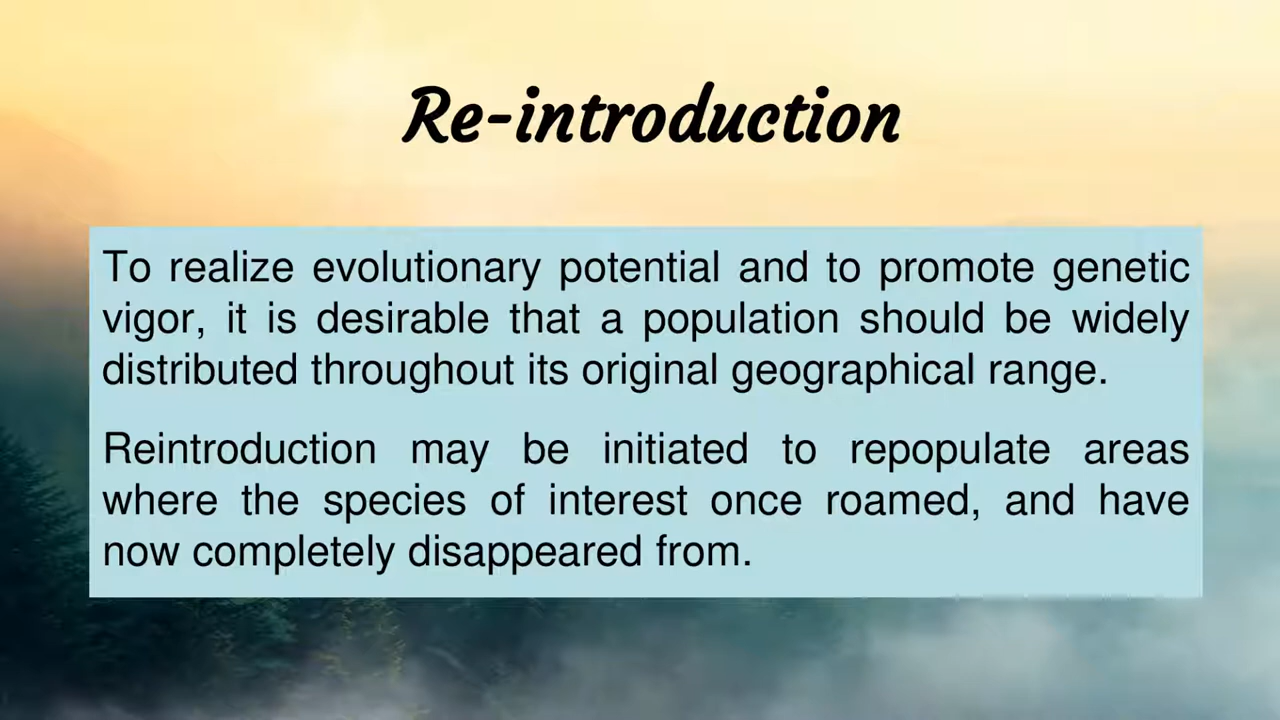 Re-introduction
To realize evolutionary potential and to promote genetic
vigor, it is desirable that a population should be widely
distributed throughout its original geographical range.
Reintroduction may be initiated to repopulate areas
where the species of interest once roamed, and have
now completely disappeared from.